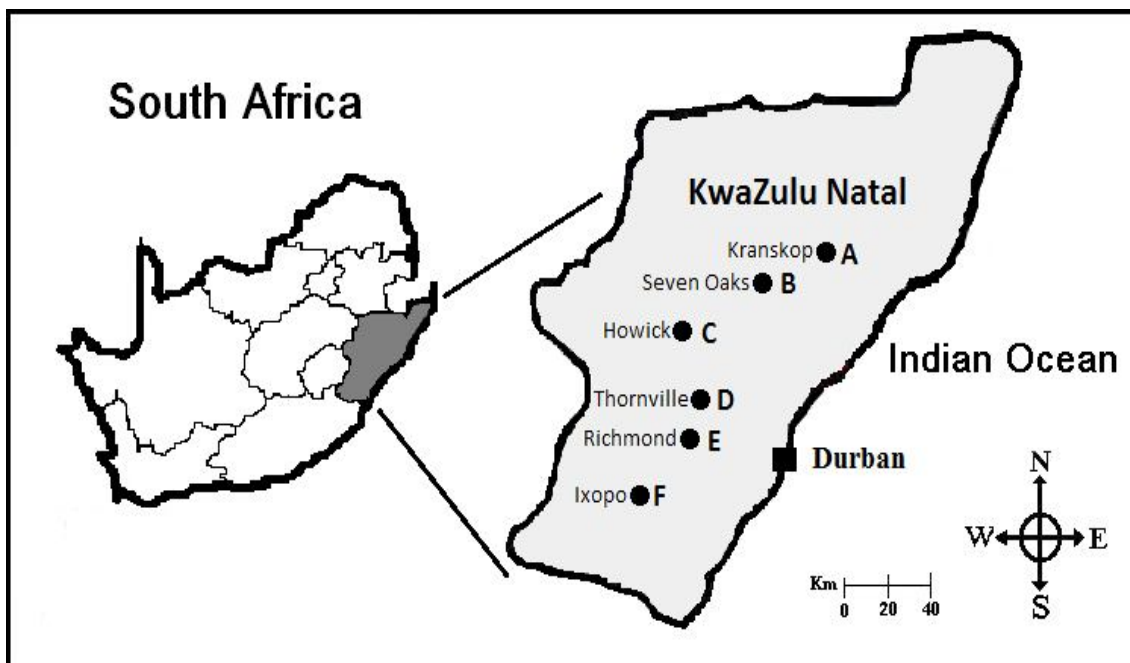 South Africa
KwaZulu Natal
Kranskop A
Seven Oaks B
Howick C
Indian Ocean
Thornville D
Richmond E
Durban
Ixopo F
N
W E
S
Km
0 20 40